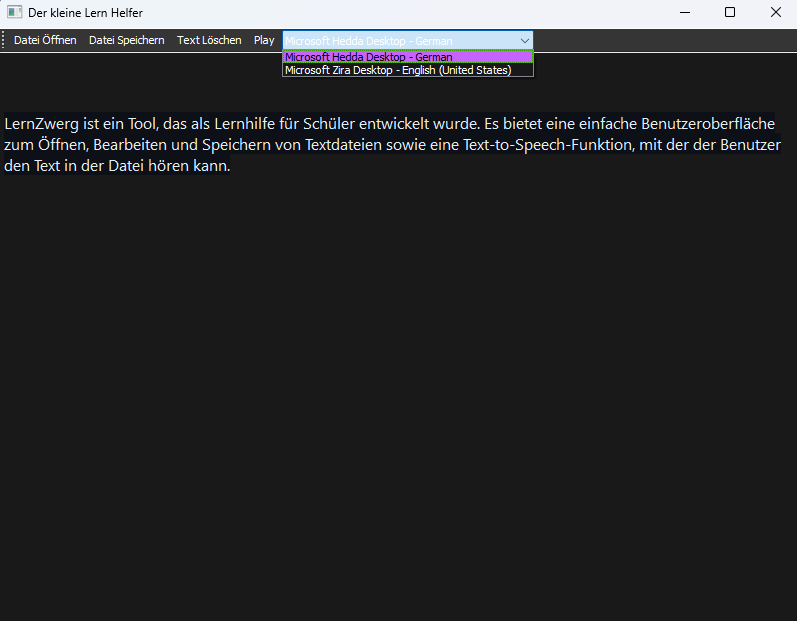 Der kleine Lern Helfer
Datei Öffnen Datei Speichern Text Löschen Play Microsoft Hedda Desktop - German
Microsoft Hedda Desktop - German
Microsoft Zira Desktop - English (United States)
LernZwerg ist ein Tool, das als Lernhilfe für Schüler entwickelt wurde. Es bietet eine einfache Benutzeroberfläche
zum Öffnen, Bearbeiten und Speichern von Textdateien sowie eine Text-to-Speech-Funktion, mit der der Benutzer
den Text in der Datei hören kann.